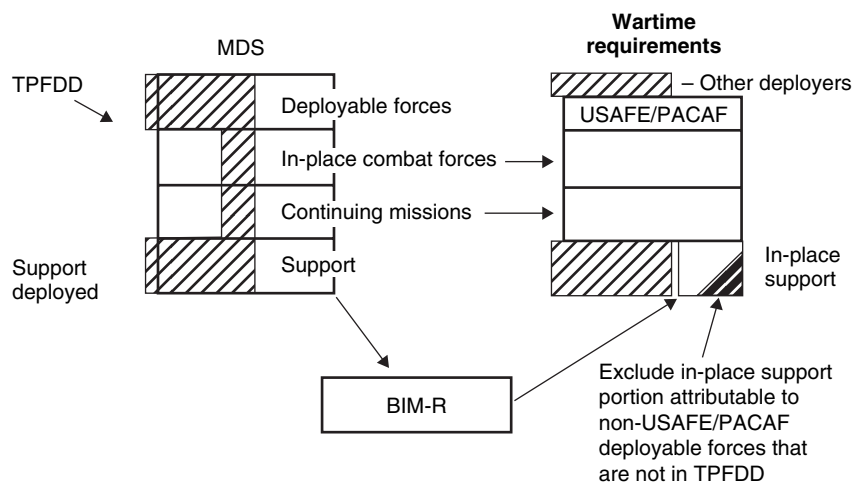 MDS
Wartime
requirements
TPFDD
Deployable forces
– Other deployers
USAFE/PACAF
In-place combat forces
Continuing missions
Support
deployed
Support
In-place
support
BIM-R
Exclude in-place support
portion attributable to
non-USAFE/PACAF
deployable forces that
are not in TPFDD